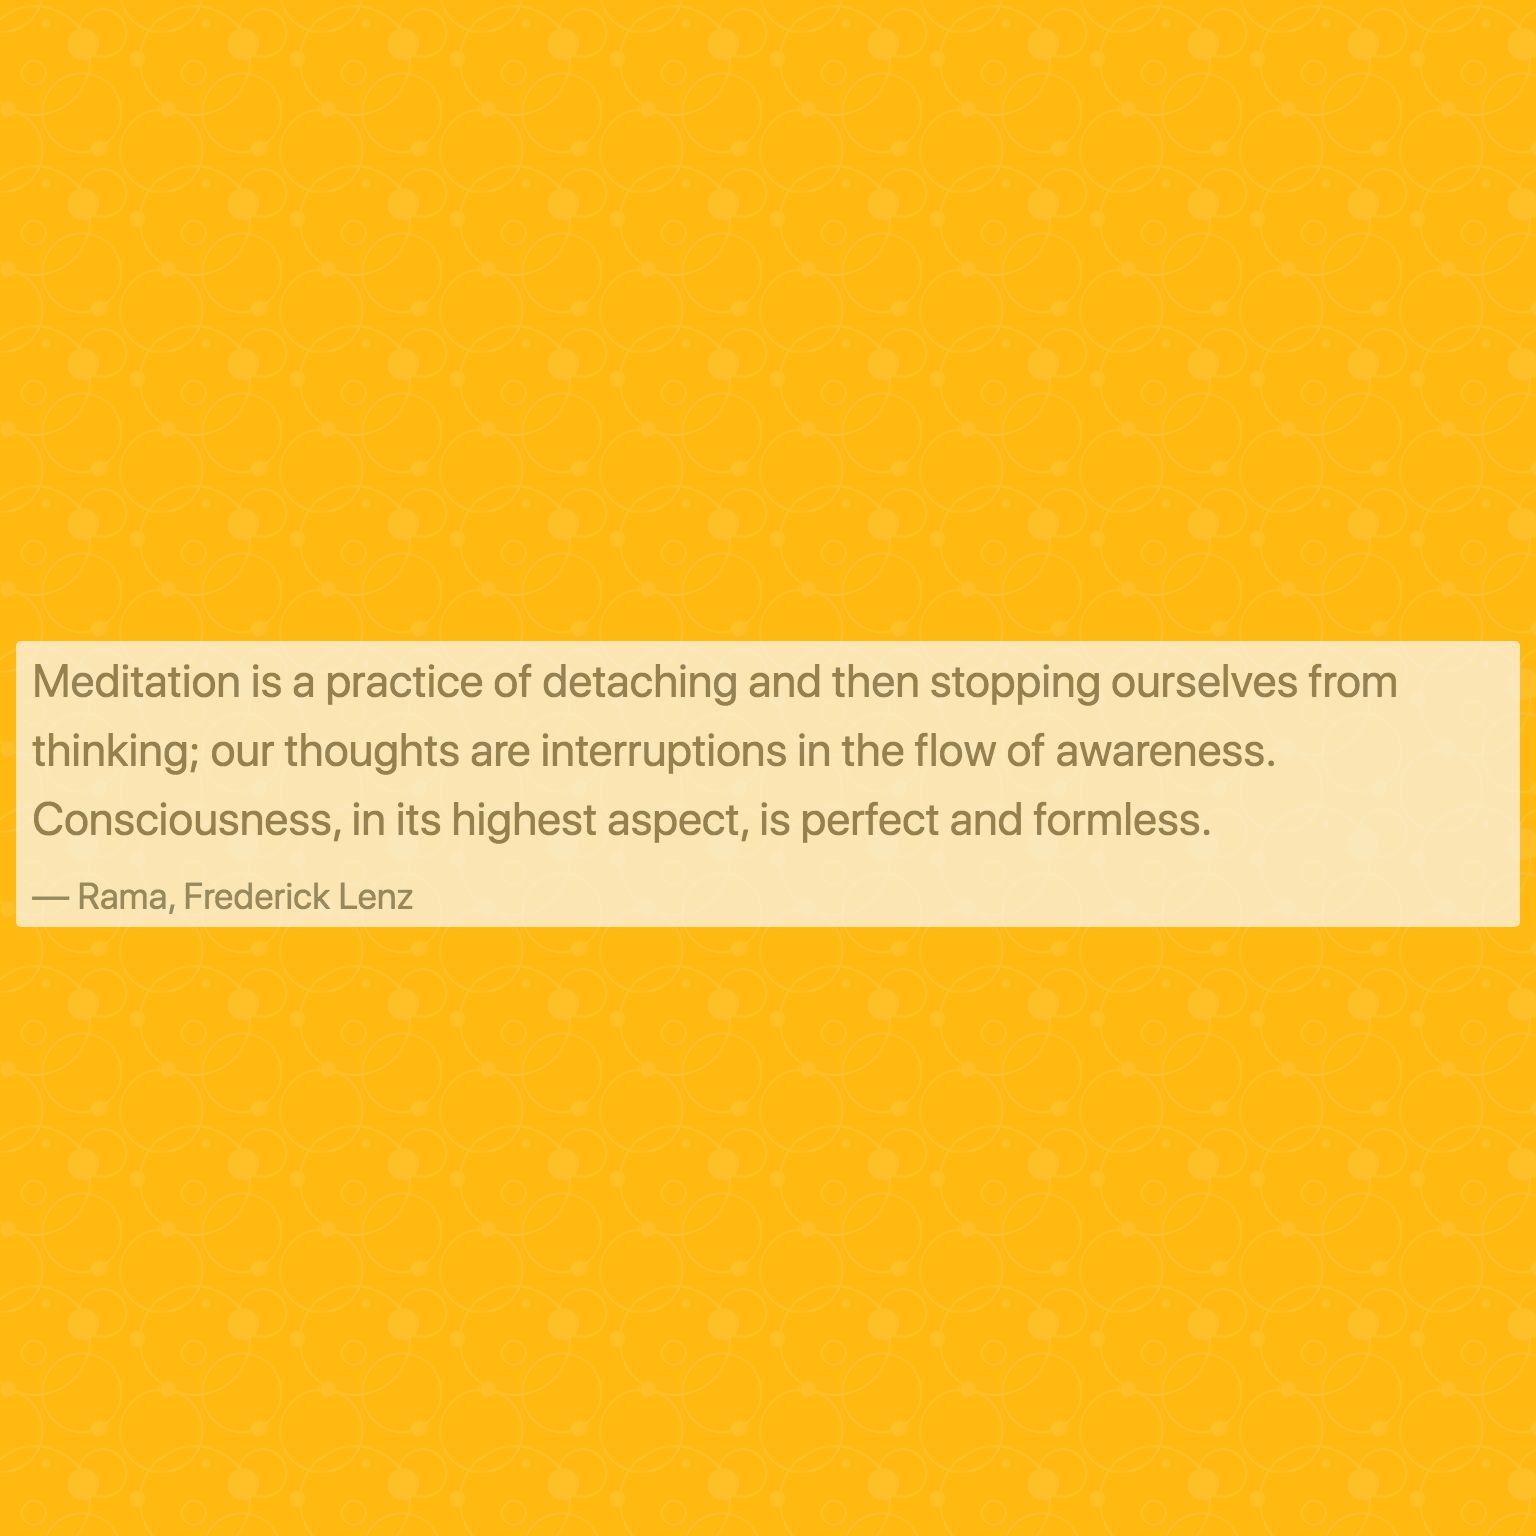 Meditation is a practice of detaching and then stopping ourselves from
thinking; our thoughts are interruptions in the flow of awareness.
Consciousness, in its highest aspect, is perfect and formless.
— Rama, Frederick Lenz